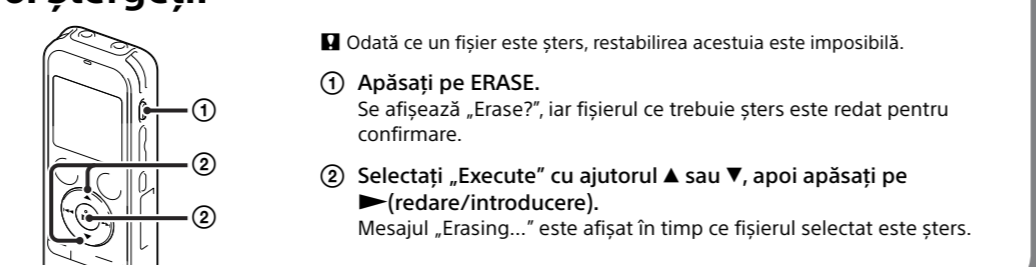 Ștergeți.
! Odată ce un fișier este șters, restabilirea acestuia este imposibilă.
① Apăsați pe ERASE.
Se afișează „Erase?”, iar fișierul ce trebuie șters este redat pentru
confirmare.
② Selectați „Execute” cu ajutorul ▲ sau ▼, apoi apăsați pe
►(redare/introducere).
Mesajul „Erasing...” este afișat în timp ce fișierul selectat este șters.
①
②
②